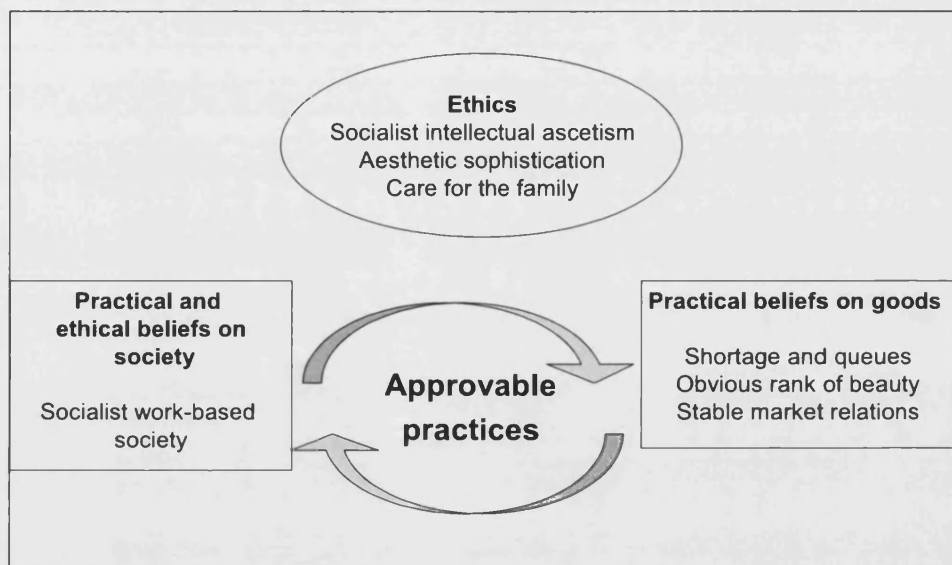 Ethics
Socialist intellectual ascetism
Aesthetic sophistication
Care for the family
Practical and
ethical beliefs on
society
Socialist work-based
society
Approvable
practices
Practical beliefs on goods
Shortage and queues
Obvious rank of beauty
Stable market relations